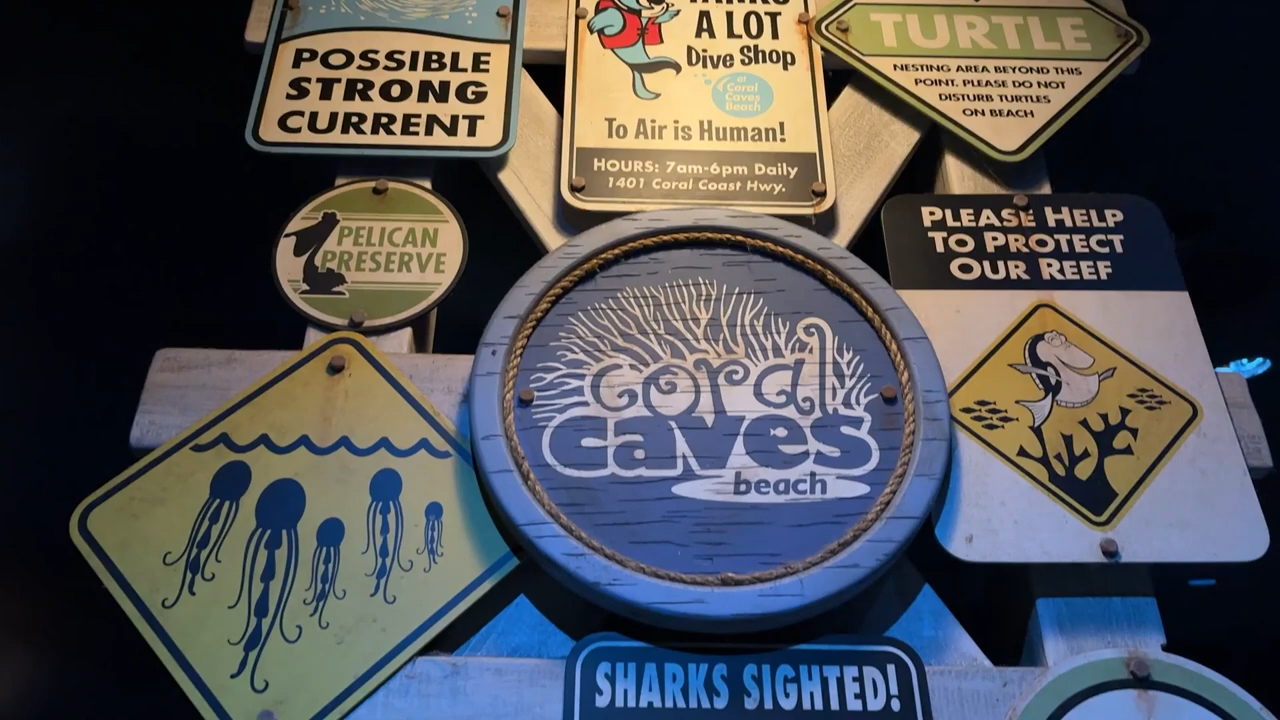 POSSIBLE
STRONG
CURRENT
A LOT
Dive Shop
at
Coral
Caves
Beach
To Air is Human!
HOURS: 7am-6pm Daily
1401 Coral Coast Hwy.
TURTLE
NESTING AREA BEYOND THIS
POINT. PLEASE DO NOT
DISTURB TURTLES
ON BEACH
PELICAN
PRESERVE
PLEASE HELP
TO PROTECT
OUR REEF
coral
caves
beach
SHARKS SIGHTED!